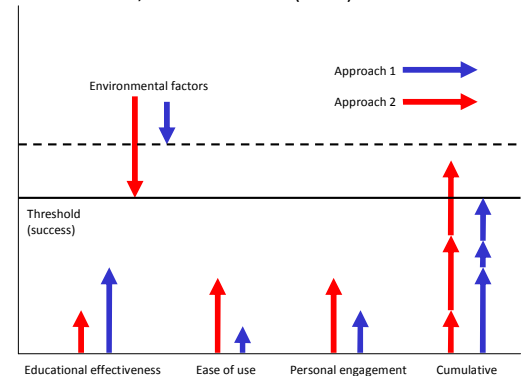 Approach 1
Environmental factors
Approach 2
Threshold
(success)
Educational effectiveness
Ease of use
Personal engagement
Cumulative